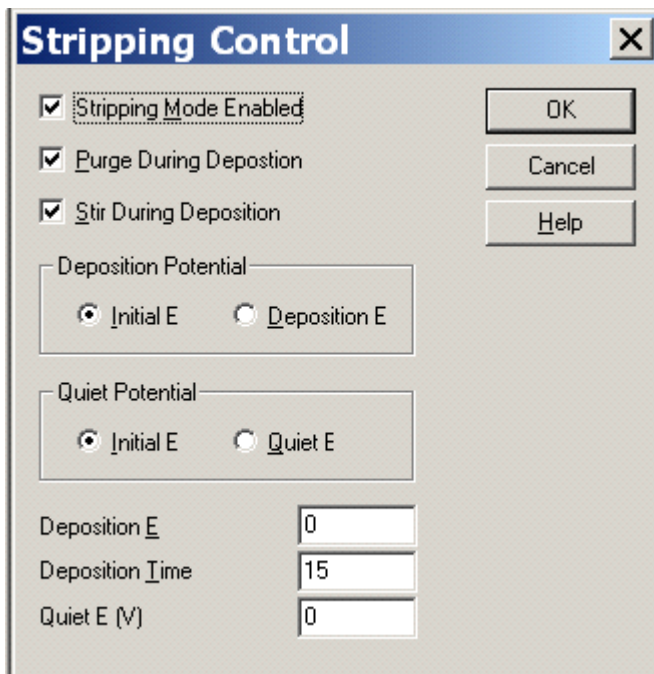 Stripping Control
Stripping Mode Enabled
OK
Purge During Depostion
Cancel
Stir During Deposition
Help
Deposition Potential
Initial E
Deposition E
Quiet Potential
Initial E
Quiet E
Deposition E
0
Deposition Time
15
Quiet E (V)
0